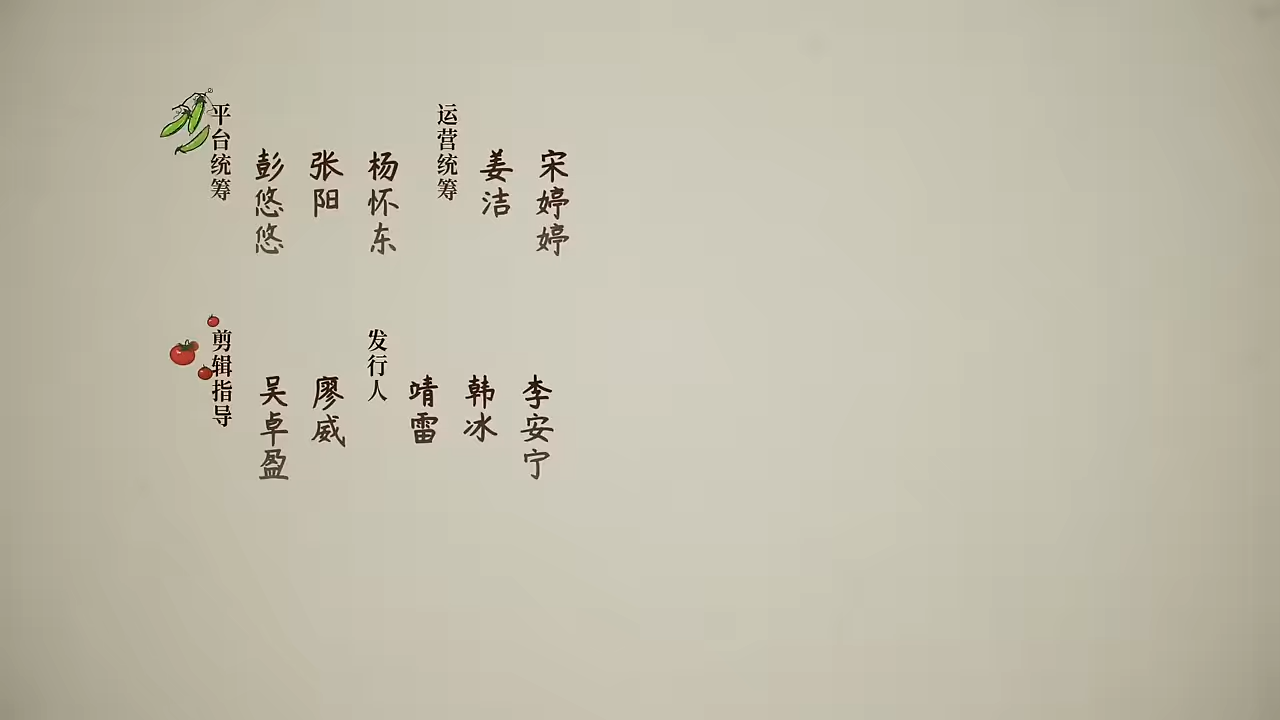 平台统筹
彭悠悠
张阳
杨怀东
运营统筹
姜洁
宋婷婷
剪辑指导
吴卓盈
廖威
发行人
靖雷
韩冰
李安宁